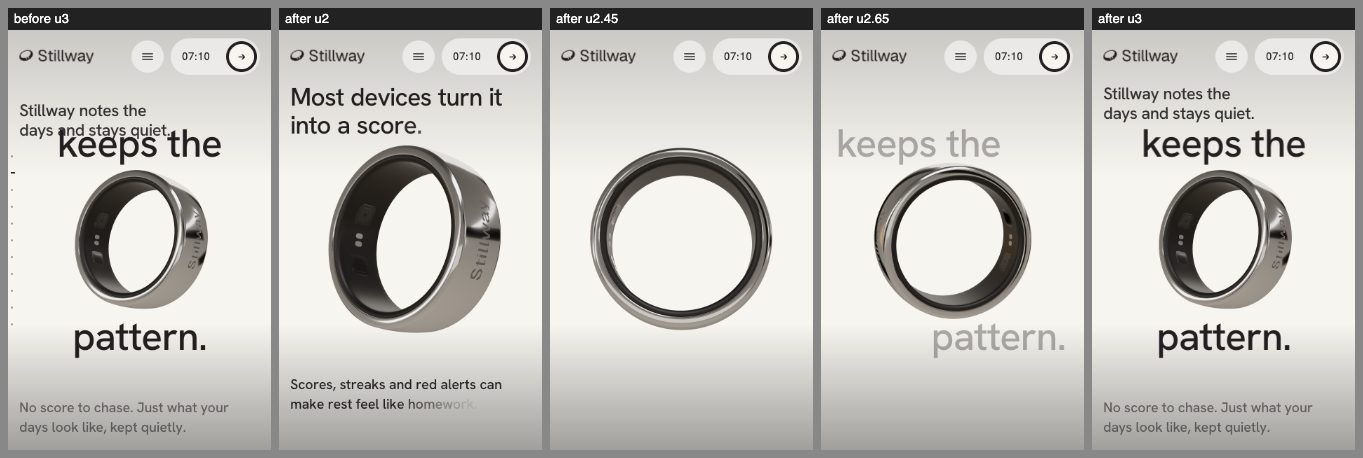 before u3
Stillway
07:10
Stillway notes the
days and stays quiet.
keeps the
Stillway
pattern.
No score to chase. Just what your
days look like, kept quietly.
after u2
Stillway
07:10
Most devices turn it
into a score.
Stillway
Scores, streaks and red alerts can
make rest feel like homework.
after u2.45
Stillway
07:10
after u2.65
Stillway
07:10
keeps the
pattern.
after u3
Stillway
07:10
Stillway notes the
days and stays quiet.
keeps the
Stillway
pattern.
No score to chase. Just what your
days look like, kept quietly.